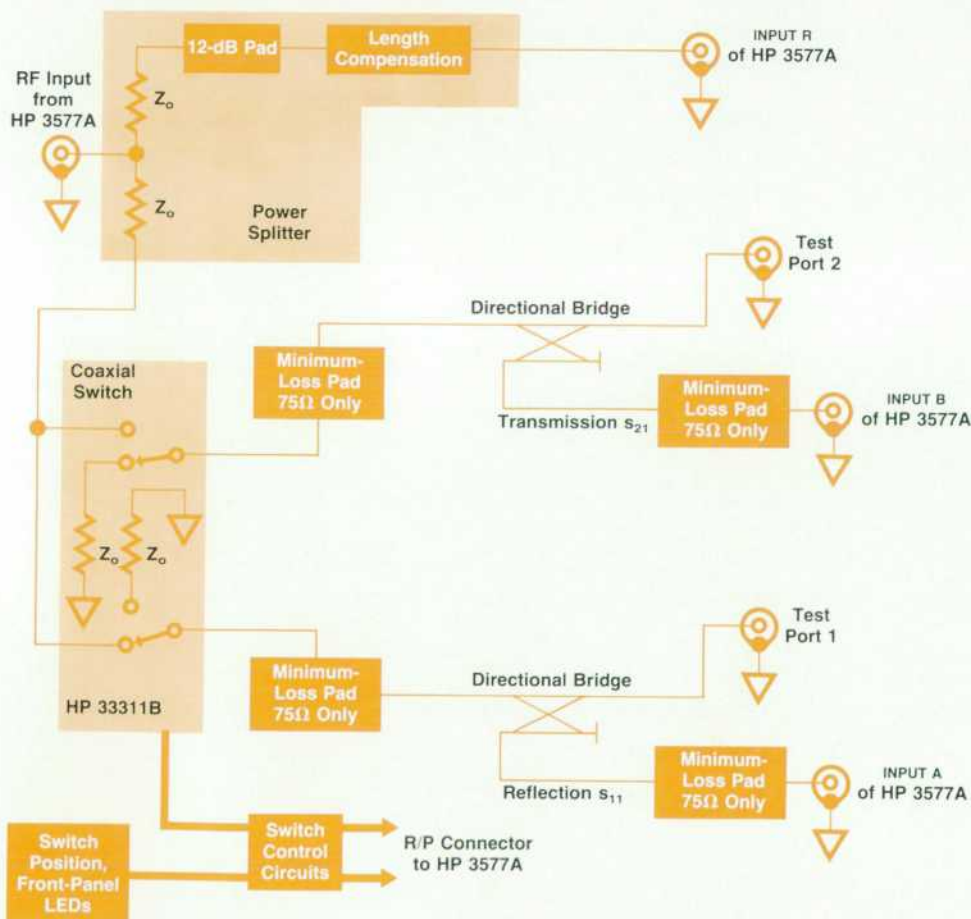 12-dB Pad
Length
Compensation
INPUT R
of HP 3577A
RF Input
from
HP 3577A
Zo
Zo
Power
Splitter
Test
Port 2
Directional Bridge
Coaxial
Switch
Minimum-
Loss Pad
75Ω Only
Minimum-
Loss Pad
75Ω Only
INPUT B
of HP 3577A
Transmission s21
Zo
Zo
Test
Port 1
HP 33311B
Minimum-
Loss Pad
75Ω Only
Directional Bridge
Minimum-
Loss Pad
75Ω Only
INPUT A
of HP 3577A
Reflection s11
Switch
Position,
Front-Panel
LEDs
Switch
Control
Circuits
R/P Connector
to HP 3577A